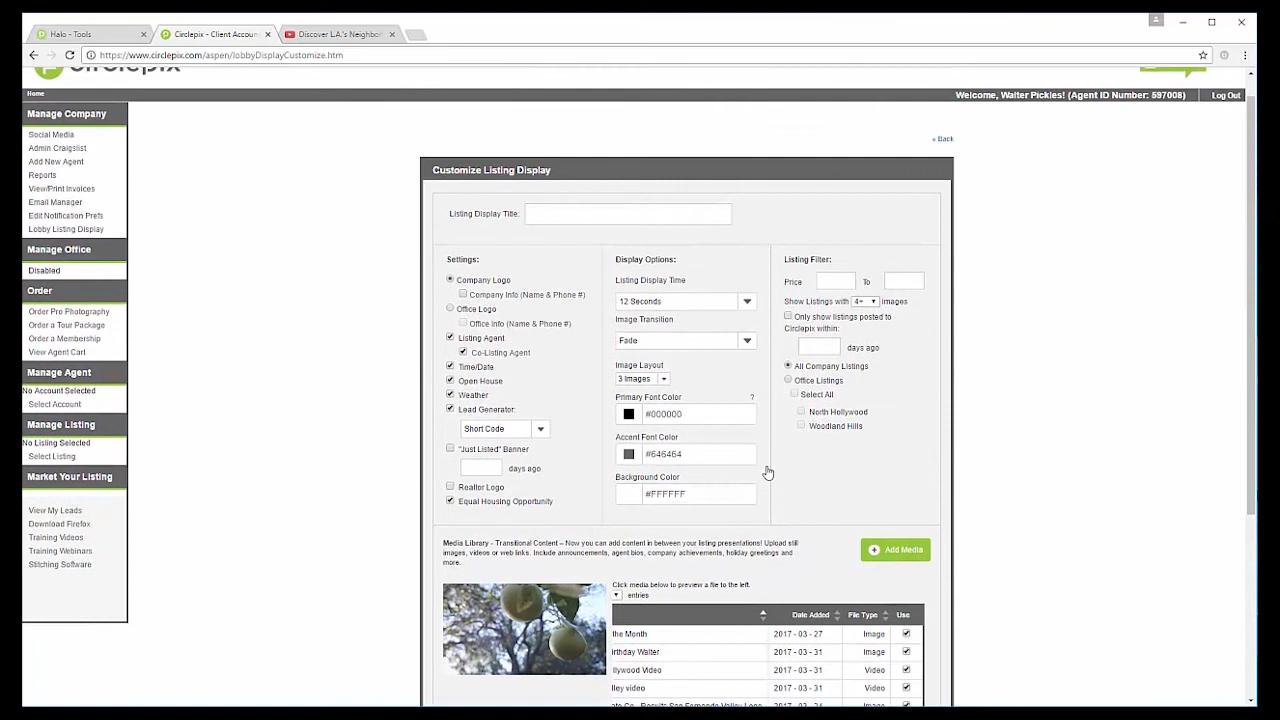 Halo - Tools
Circlepix - Client Accoun
Discover L.A.'s Neighbor
https://www.circlepix.com/aspen/lobbyDisplayCustomize.htm
circlepix
Home
Welcome, Walter Pickles! (Agent ID Number: 597008)
Log Out
Manage Company
Social Media
Admin Craigslist
Add New Agent
Reports
View/Print Invoices
Email Manager
Edit Notification Prefs
Lobby Listing Display
Manage Office
Disabled
Order
Order Pro Photography
Order a Tour Package
Order a Membership
View Agent Cart
Manage Agent
No Account Selected
Select Account
Manage Listing
No Listing Selected
Select Listing
Market Your Listing
View My Leads
Download Firefox
Training Videos
Training Webinars
Stitching Software
« Back
Customize Listing Display
Listing Display Title:
Settings:
Company Logo
Company Info (Name & Phone #)
Office Logo
Office Info (Name & Phone #)
Listing Agent
Co-Listing Agent
Time/Date
Open House
Weather
Lead Generator:
Short Code
"Just Listed" Banner
days ago
Realtor Logo
Equal Housing Opportunity
Display Options:
Listing Display Time
12 Seconds
Image Transition
Fade
Image Layout
3 Images
Primary Font Color ?
#000000
Accent Font Color
#646464
Background Color
#FFFFFF
Listing Filter:
Price To
Show Listings with 4+ images
Only show listings posted to
Circlepix within:
days ago
All Company Listings
Office Listings
Select All
North Hollywood
Woodland Hills
Media Library - Transitional Content – Now you can add content in between your listing presentations! Upload still
images, videos or web links. Include announcements, agent bios, company achievements, holiday greetings and
more.
Add Media
Click media below to preview a file to the left.
entries
Date Added File Type Use
the Month 2017 - 03 - 27 Image
irthday Walter 2017 - 03 - 31 Image
llywood Video 2017 - 03 - 31 Video
lley video 2017 - 03 - 31 Video